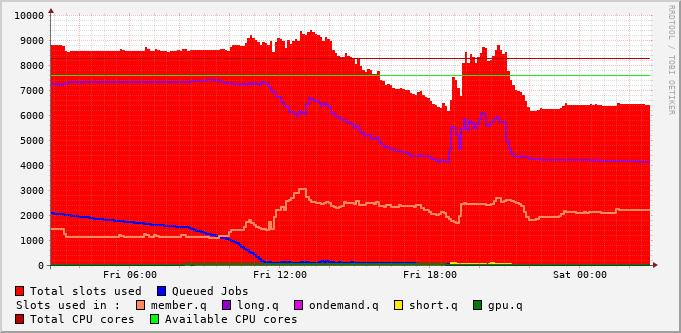 10000
9000
8000
7000
6000
5000
4000
3000
2000
1000
0
Fri 06:00 Fri 12:00 Fri 18:00 Sat 00:00
RRDTOOL / TOBI OETIKER
Total slots used Queued Jobs
Slots used in : member.q long.q ondemand.q short.q gpu.q
Total CPU cores Available CPU cores